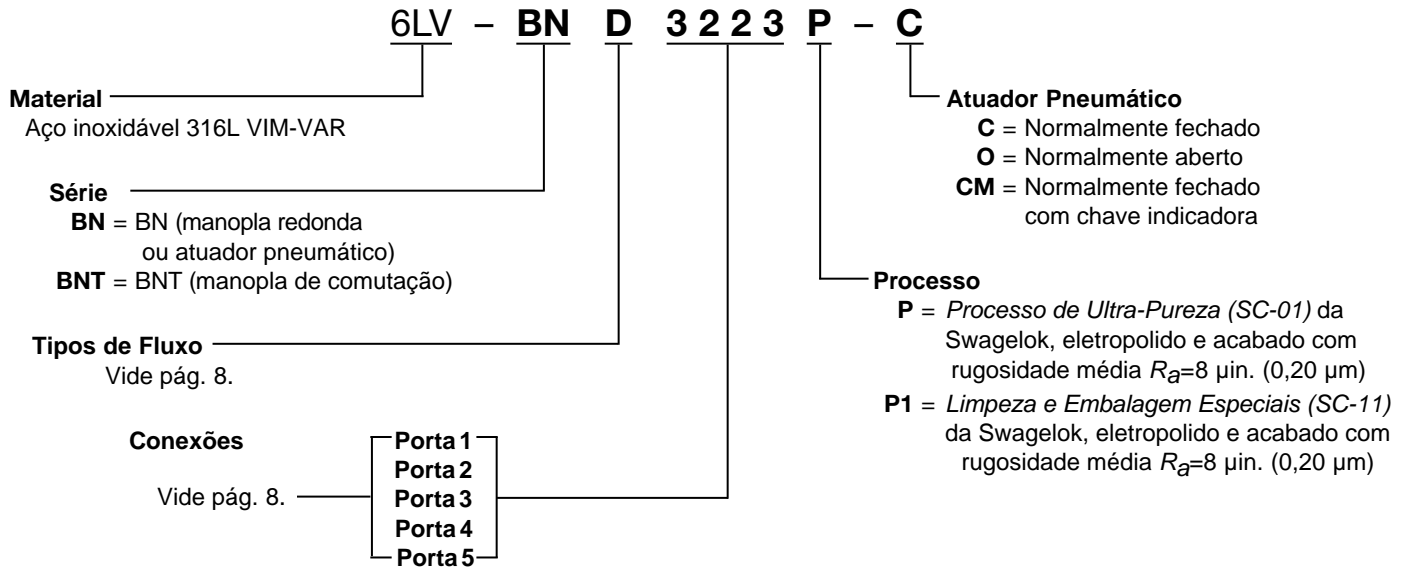 6LV – BN D 3 2 2 3 P – C
Material
Aço inoxidável 316L VIM-VAR
Série
BN = BN (manopla redonda
ou atuador pneumático)
BNT = BNT (manopla de comutação)
Tipos de Fluxo
Vide pág. 8.
Conexões
Vide pág. 8.
Porta 1
Porta 2
Porta 3
Porta 4
Porta 5
Atuador Pneumático
C = Normalmente fechado
O = Normalmente aberto
CM = Normalmente fechado
com chave indicadora
Processo
P = Processo de Ultra-Pureza (SC-01) da
Swagelok, eletropolido e acabado com
rugosidade média Ra=8 µin. (0,20 µm)
P1 = Limpeza e Embalagem Especiais (SC-11)
da Swagelok, eletropolido e acabado com
rugosidade média Ra=8 µin. (0,20 µm)